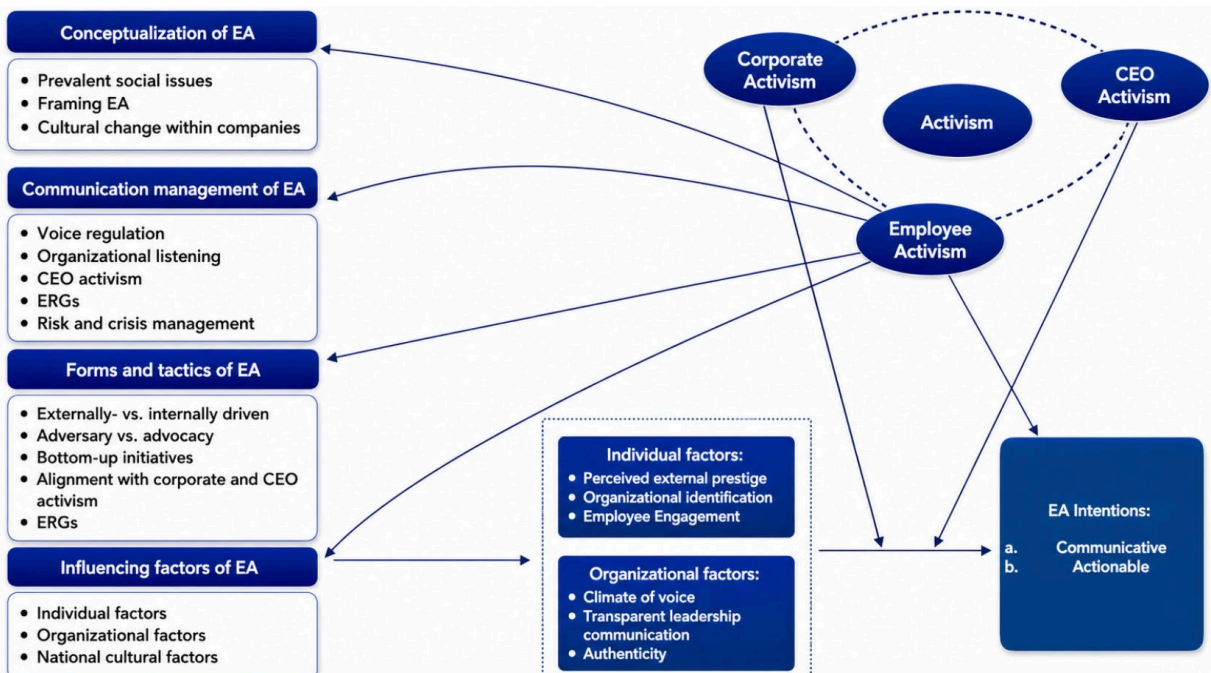 Conceptualization of EA
• Prevalent social issues
• Framing EA
• Cultural change within companies
Communication management of EA
• Voice regulation
• Organizational listening
• CEO activism
• ERGs
• Risk and crisis management
Forms and tactics of EA
• Externally- vs. internally driven
• Adversary vs. advocacy
• Bottom-up initiatives
• Alignment with corporate and CEO
activism
• ERGs
Influencing factors of EA
• Individual factors
• Organizational factors
• National cultural factors
Individual factors:
• Perceived external prestige
• Organizational identification
• Employee Engagement
Organizational factors:
• Climate of voice
• Transparent leadership
communication
• Authenticity
Corporate
Activism
CEO
Activism
Activism
Employee
Activism
EA Intentions:
a. Communicative
b. Actionable